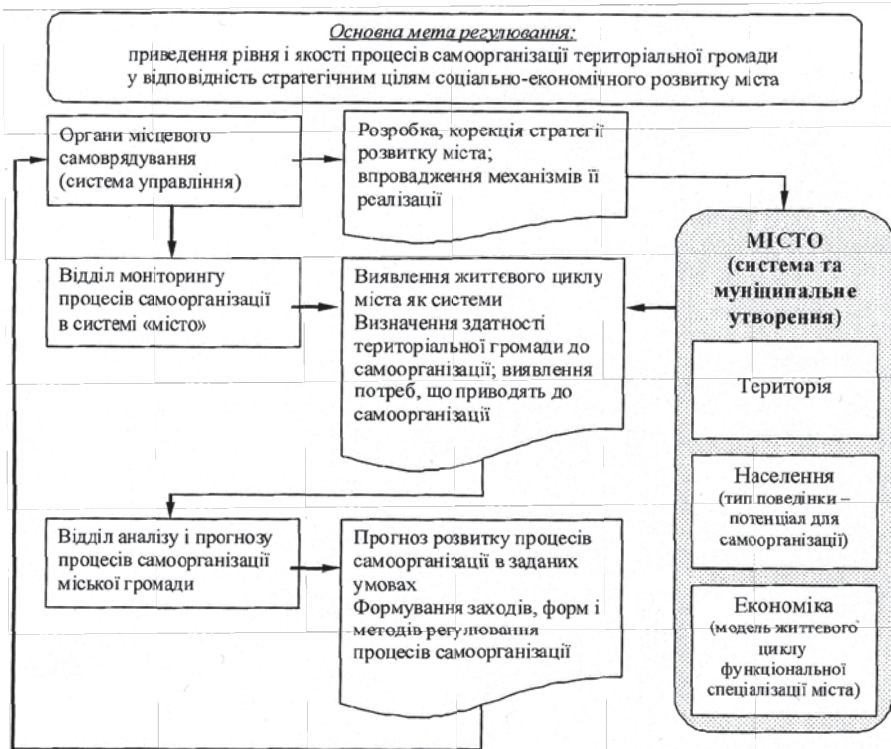 Основна мета регулювання:
приведення рівня і якості процесів самоорганізації територіальної громади
у відповідність стратегічним цілям соціально-економічного розвитку міста
Органи місцевого
самоврядування
(система управління)
Розробка, корекція стратегії
розвитку міста;
впровадження механізмів її
реалізації
Відділ моніторингу
процесів самоорганізації
в системі «місто»
Виявлення життєвого циклу
міста як системи
Визначення здатності
територіальної громади до
самоорганізації; виявлення
потреб, що приводять до
самоорганізації
МІСТО
(система та
муніципальне
утворення)
Територія
Населення
(тип поведінки –
потенціал для
самоорганізації)
Економіка
(модель життєвого
циклу
функціональної
спеціалізації міста)
Відділ аналізу і прогнозу
процесів самоорганізації
міської громади
Прогноз розвитку процесів
самоорганізації в заданих
умовах
Формування заходів, форм і
методів регулювання
процесів самоорганізації